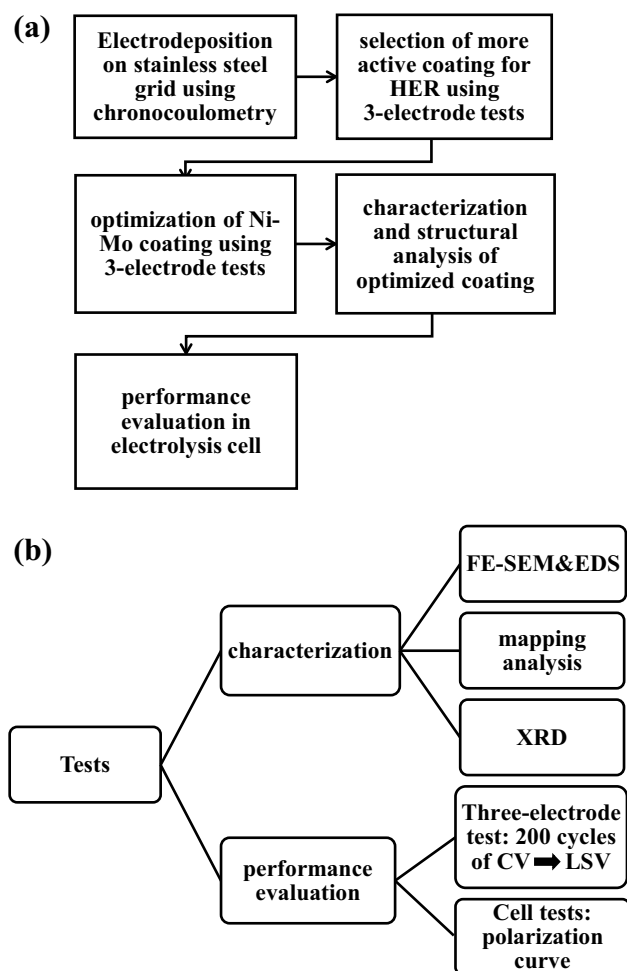 (a)
Electrodeposition
on stainless steel
grid using
chronocoulometry
selection of more
active coating for
HER using
3-electrode tests
optimization of Ni-
Mo coating using
3-electrode tests
characterization
and structural
analysis of
optimized coating
performance
evaluation in
electrolysis cell
(b)
Tests
characterization
FE-SEM&EDS
mapping
analysis
XRD
performance
evaluation
Three-electrode
test: 200 cycles
of CV ➡ LSV
Cell tests:
polarization
curve